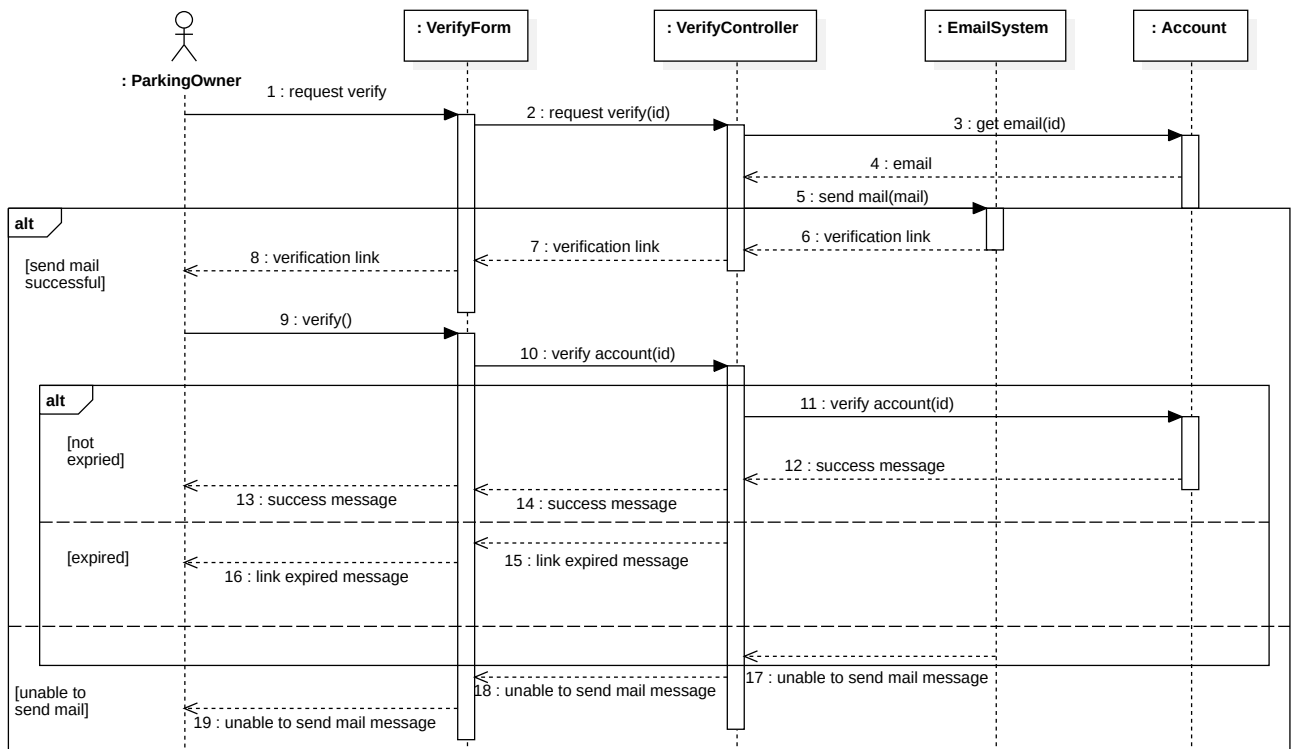 : VerifyForm
: VerifyController
: EmailSystem
: Account
: ParkingOwner
1 : request verify
2 : request verify(id)
3 : get email(id)
4 : email
5 : send mail(mail)
alt
6 : verification link
7 : verification link
8 : verification link
[send mail
successful]
9 : verify()
10 : verify account(id)
alt
11 : verify account(id)
[not
expried]
12 : success message
13 : success message
14 : success message
[expired]
15 : link expired message
16 : link expired message
17 : unable to send mail message
18 : unable to send mail message
[unable to
send mail]
19 : unable to send mail message